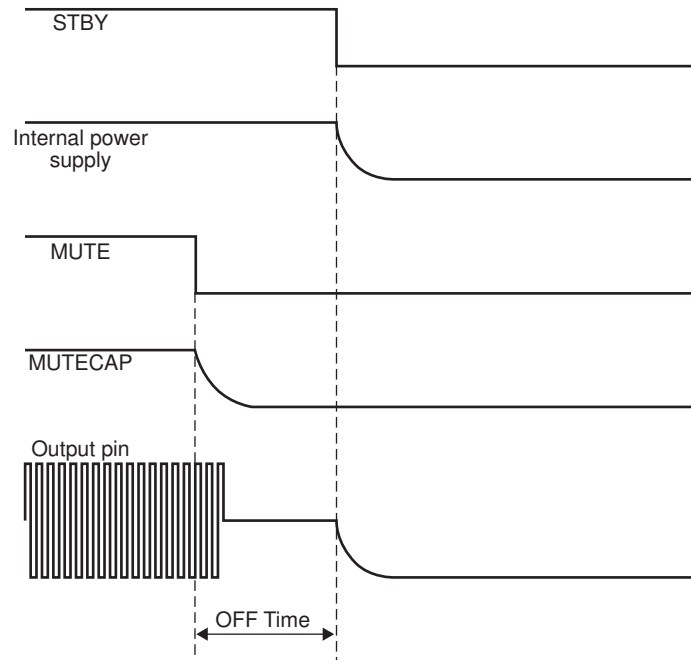 STBY
Internal power
supply
MUTE
MUTECAP
Output pin
OFF Time